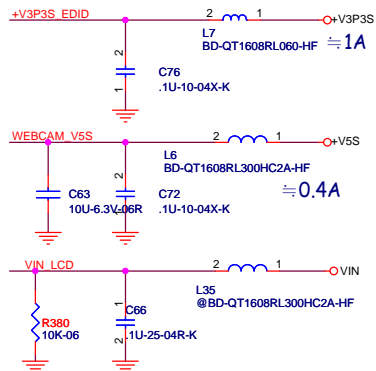 +V3P3S_EDID 2 1 +V3P3S
L7
BD-QT1608RL060-HF ≒1A
2
C76
1 .1U-10-04X-K
WEBCAM_V5S 2 1 +V5S
L6
BD-QT1608RL300HC2A-HF
2
C63 C72 ≒0.4A
10U-6.3V-06R 1 .1U-10-04X-K
VIN_LCD 2 1 VIN
L35
@BD-QT1608RL300HC2A-HF
1
C66
R380
10K-06 2 .1U-25-04R-K